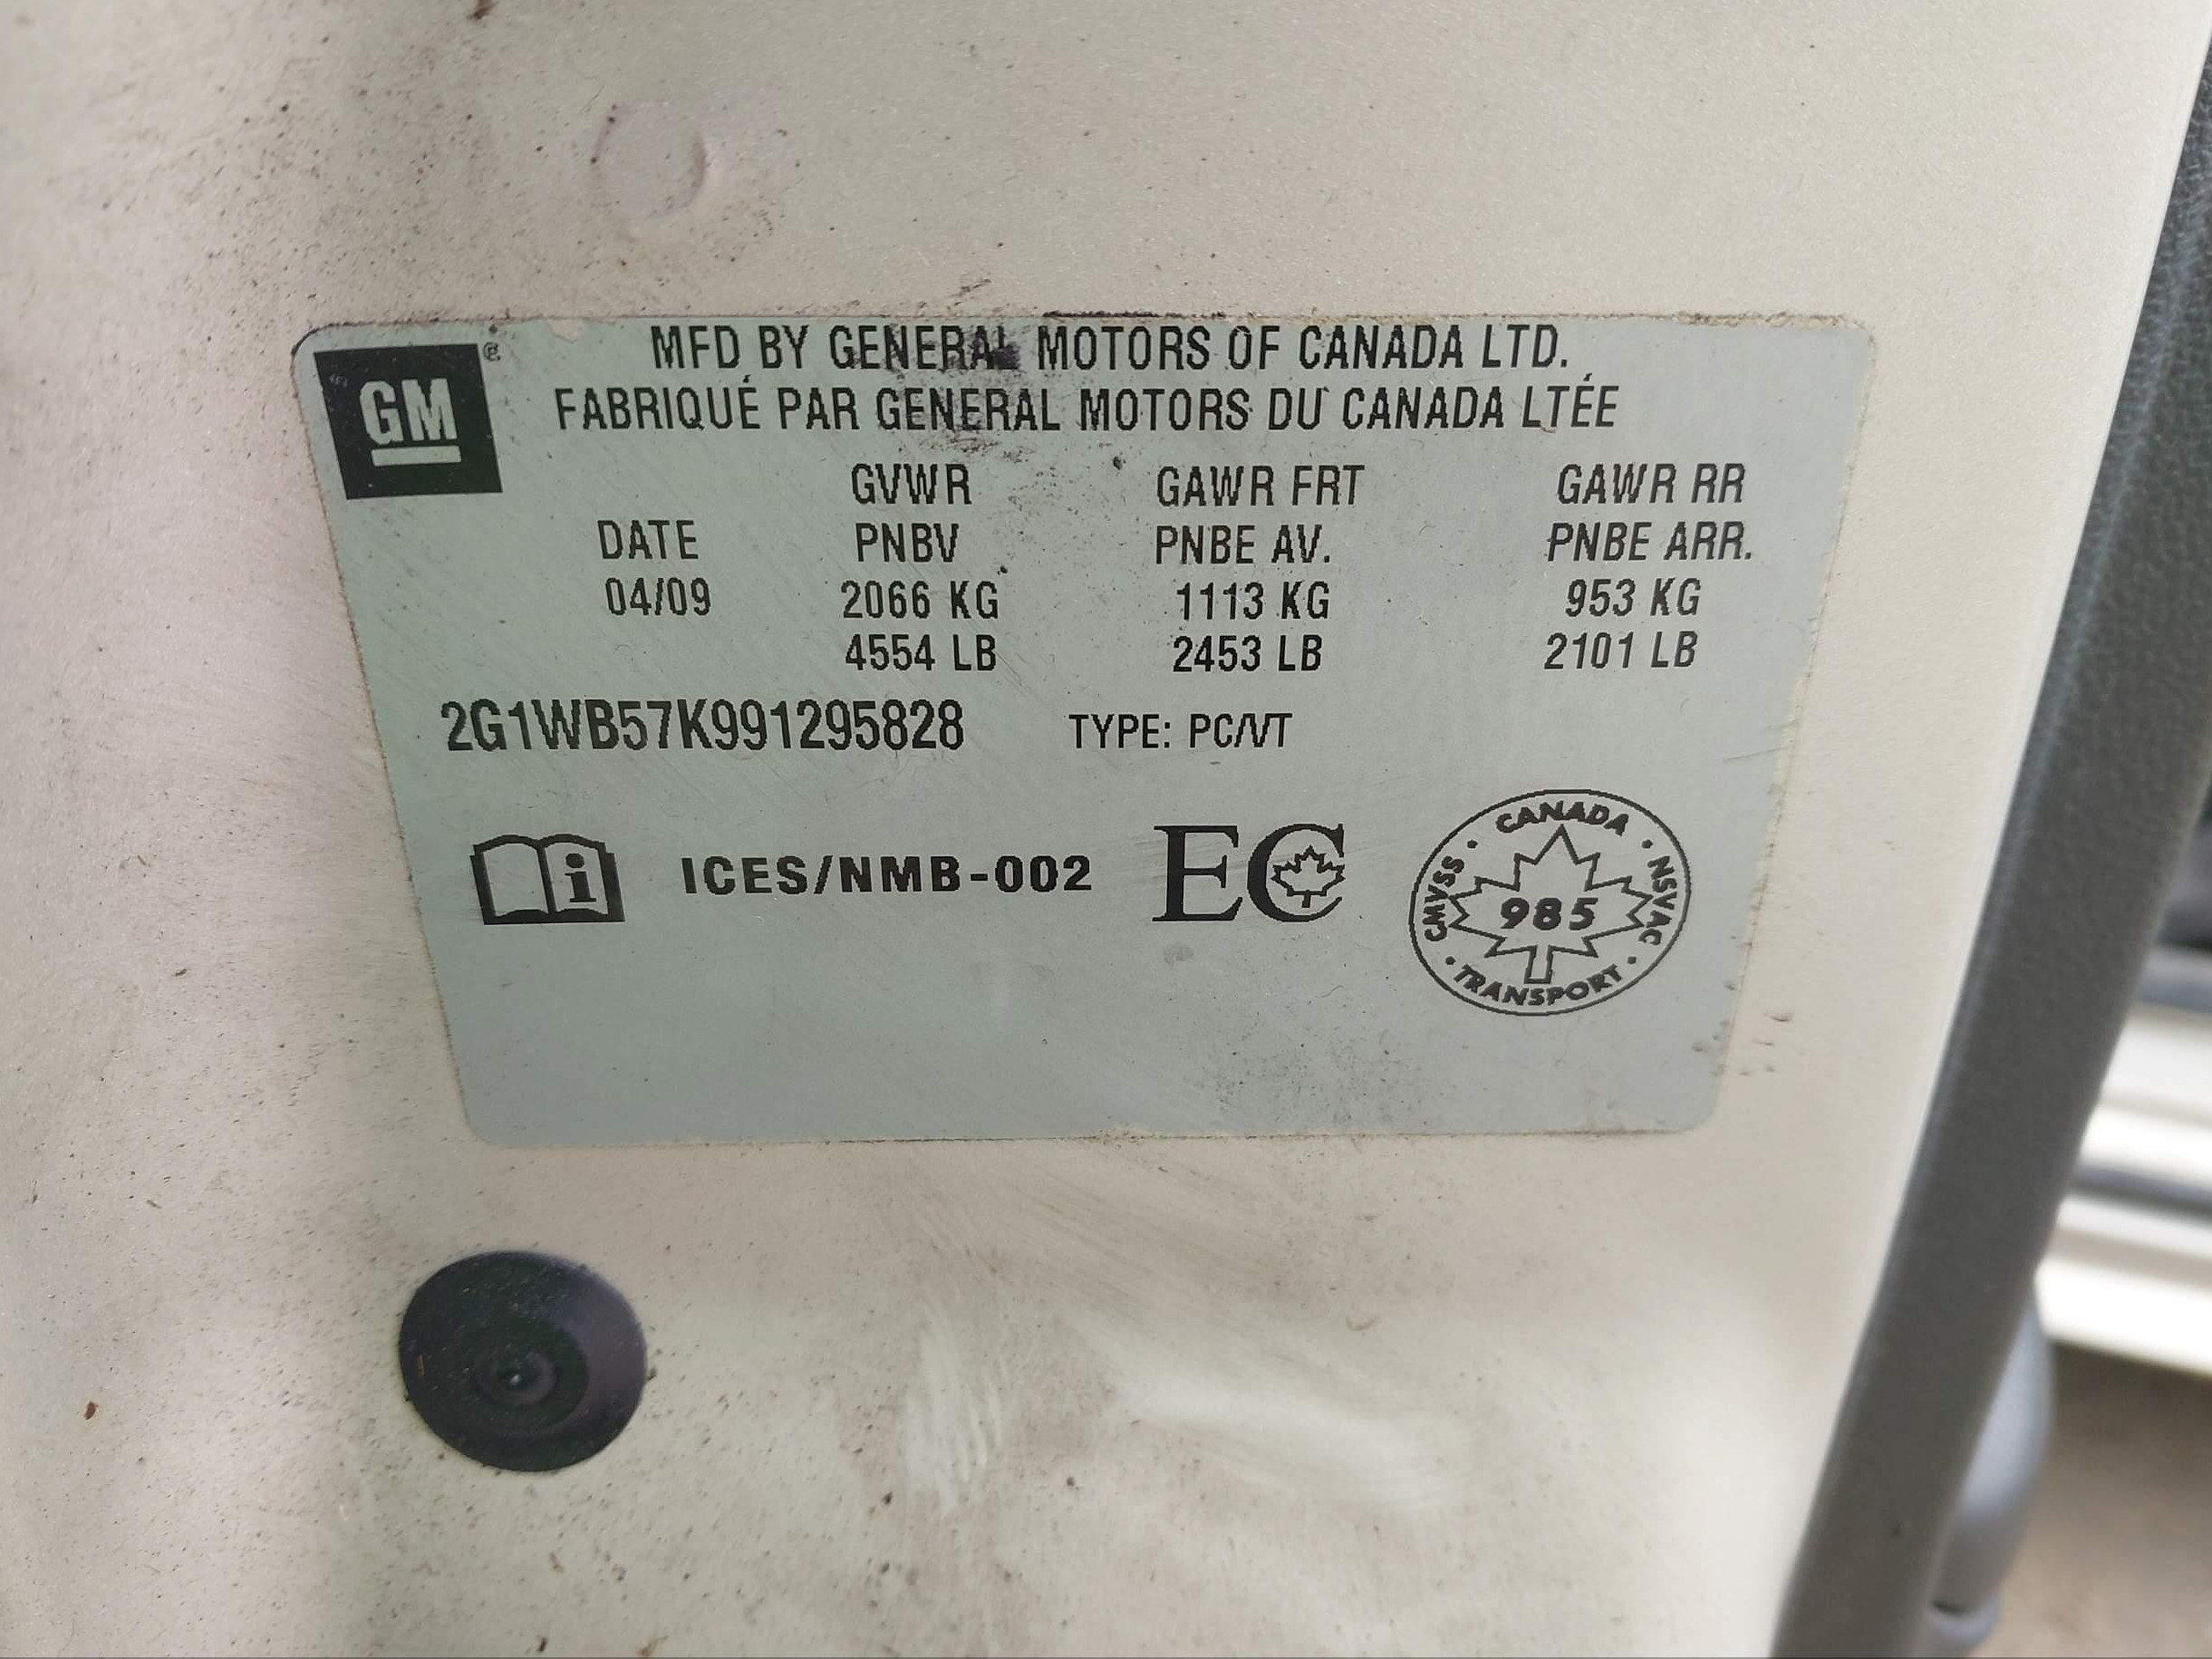 GM ®
MFD BY GENERAL MOTORS OF CANADA LTD.
FABRIQUÉ PAR GENERAL MOTORS DU CANADA LTÉE
GVWR GAWR FRT GAWR RR
DATE PNBV PNBE AV. PNBE ARR.
04/09 2066 KG 1113 KG 953 KG
4554 LB 2453 LB 2101 LB
2G1WB57K991295828 TYPE: PC/VT
i ICES/NMB-002 EC
CANADA · NSVAC · TRANSPORT · CMVSS ·
985